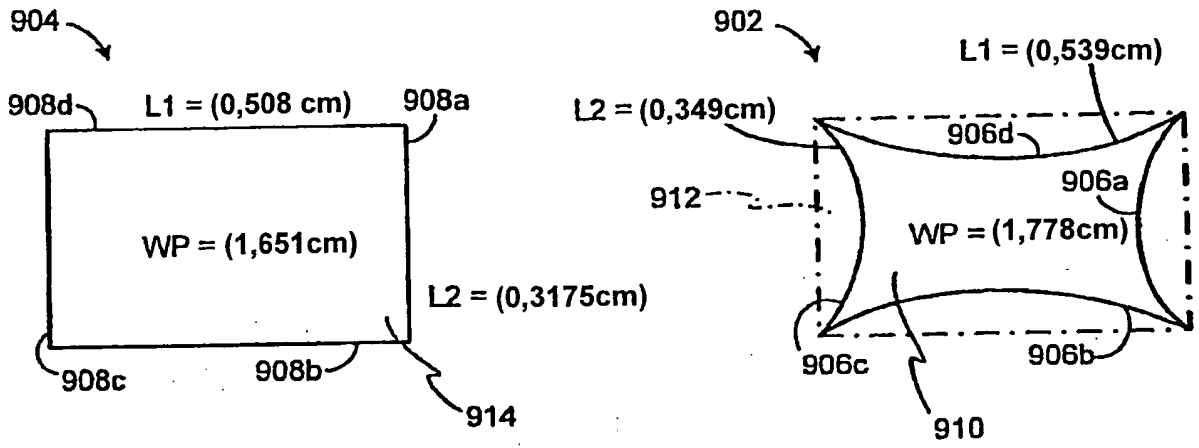 904
908d
L1 = (0,508 cm)
908a
WP = (1,651cm)
L2 = (0,3175cm)
908c
908b
914
902
L1 = (0,539cm)
L2 = (0,349cm)
906d
906a
912
WP = (1,778cm)
906c
906b
910